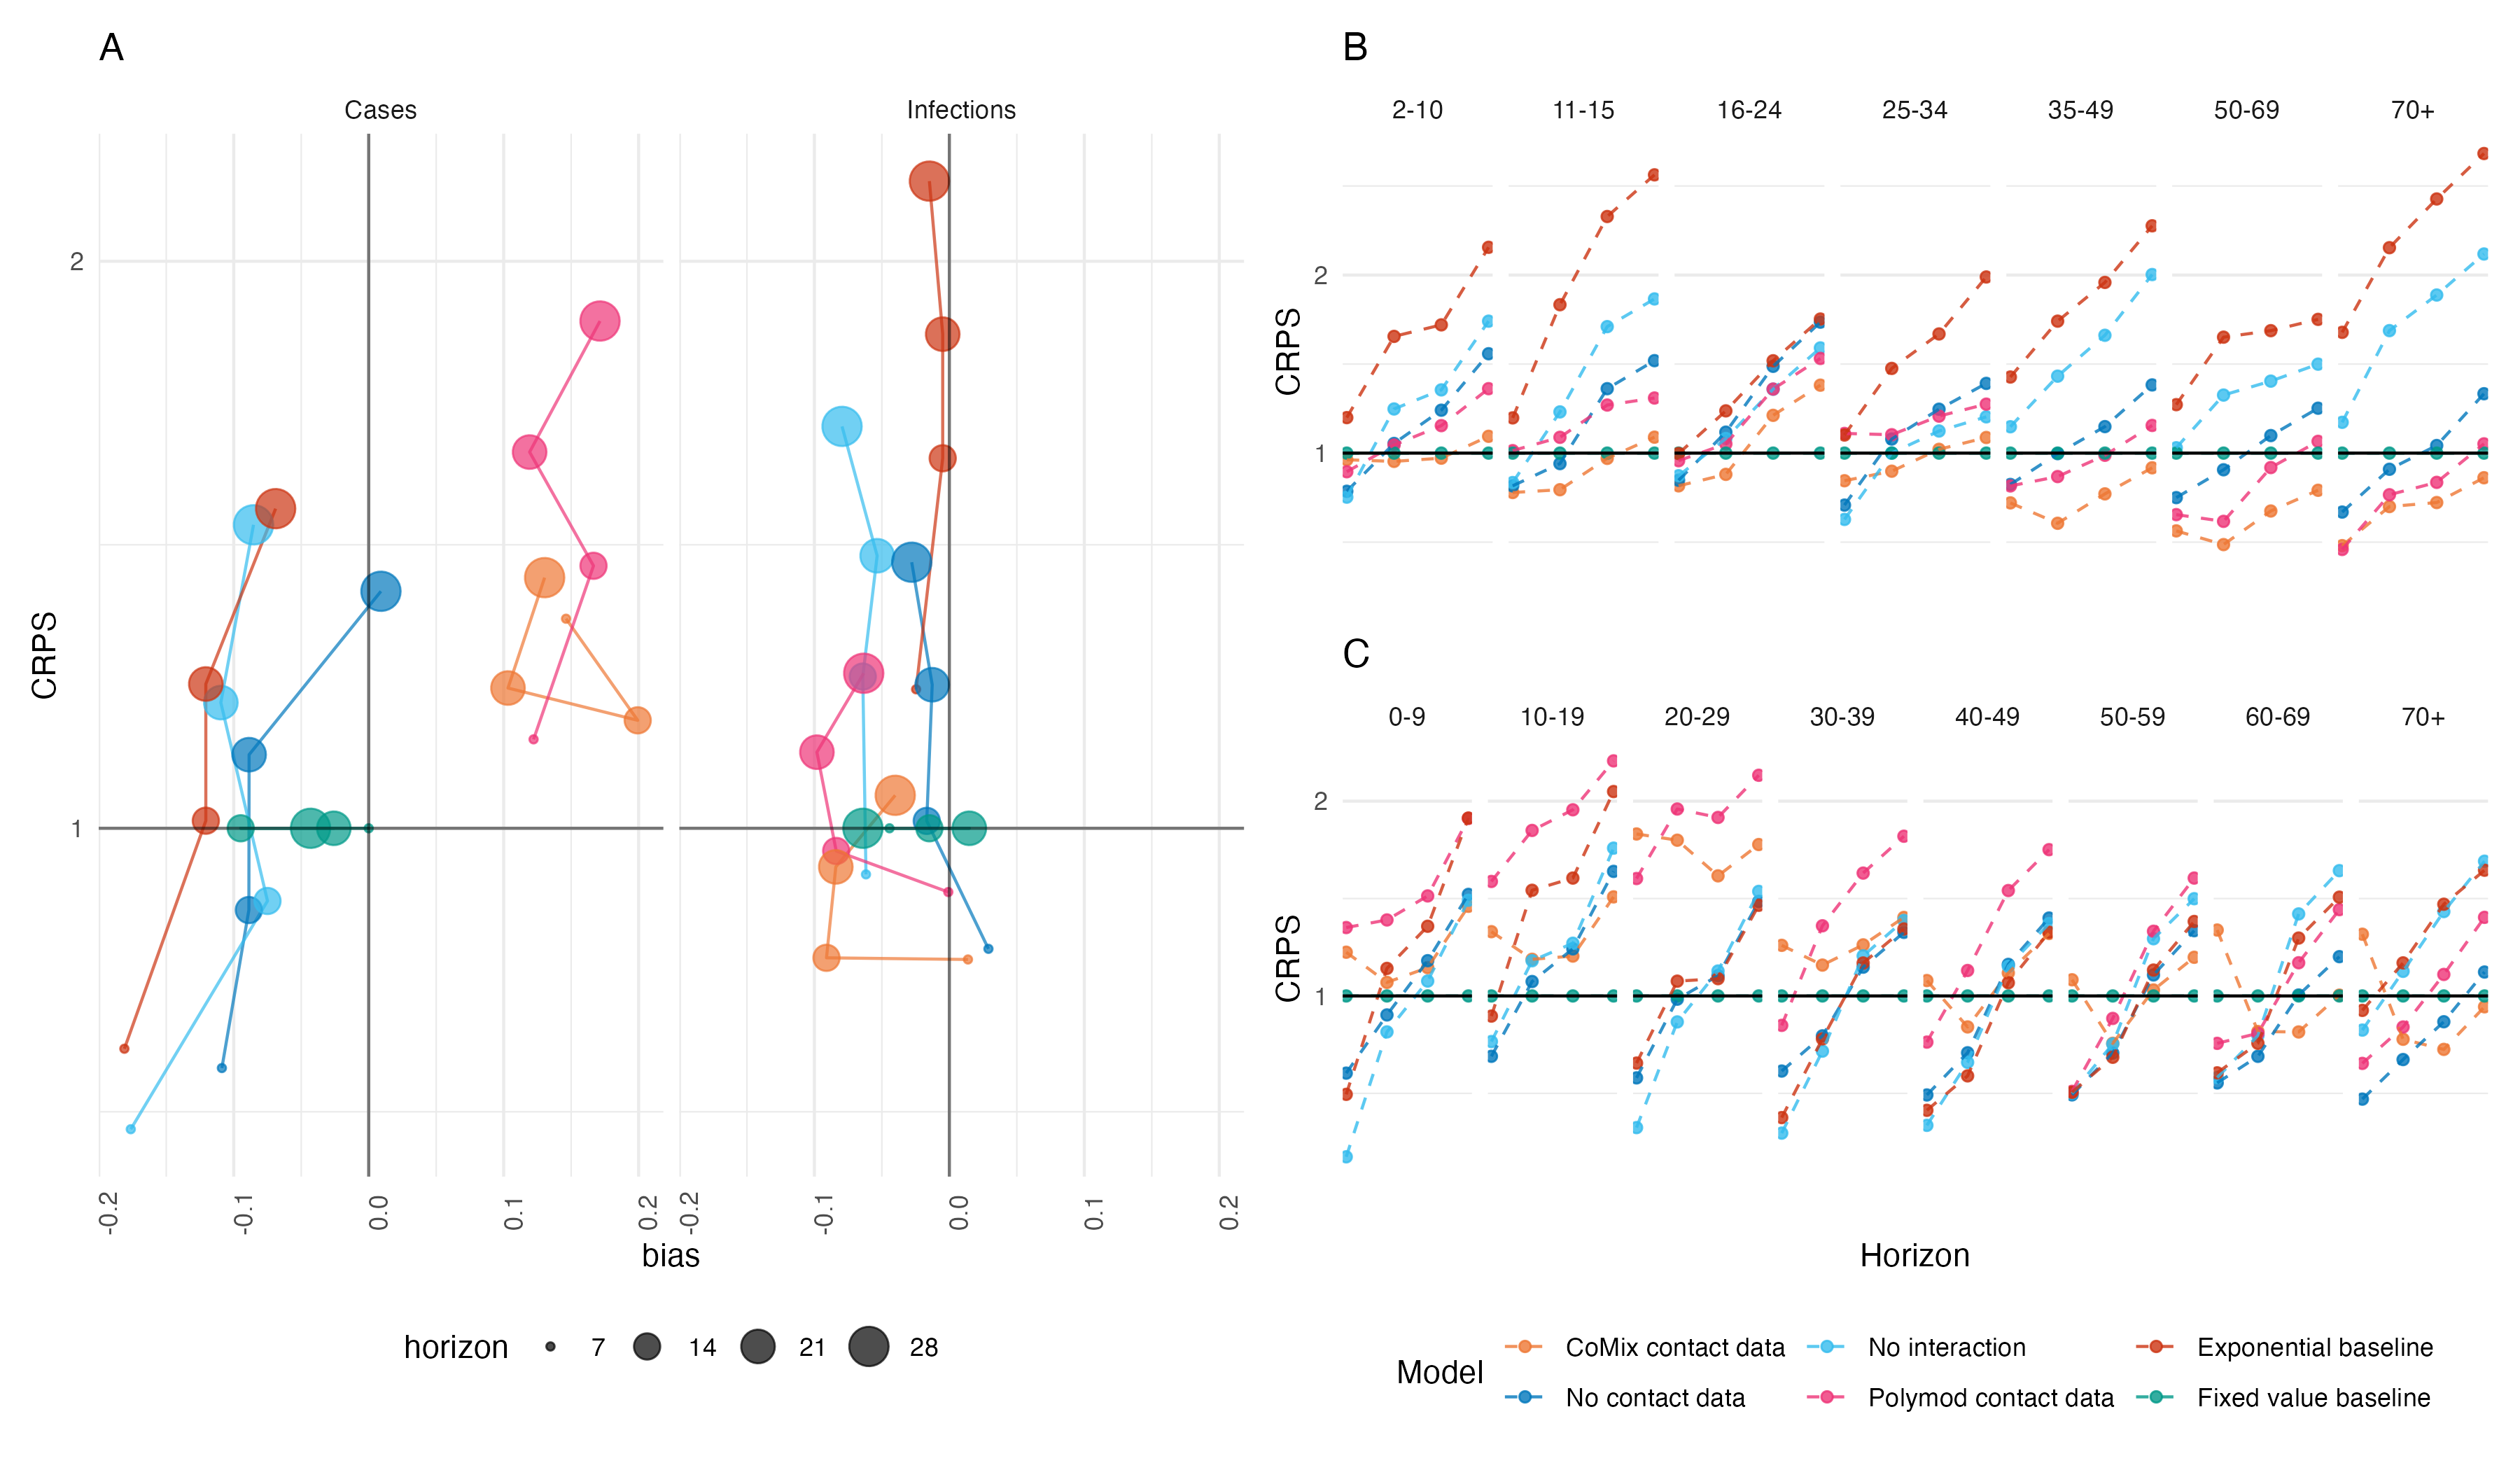 A
Cases
Infections
2
1
CRPS
-0.2
-0.1
0.0
0.1
0.2
-0.2
-0.1
0.0
0.1
0.2
bias
horizon 7 14 21 28
B
2-10 11-15 16-24 25-34 35-49 50-69 70+
2
1
CRPS
C
0-9 10-19 20-29 30-39 40-49 50-59 60-69 70+
2
1
CRPS
Horizon
Model
CoMix contact data No interaction Exponential baseline
No contact data Polymod contact data Fixed value baseline